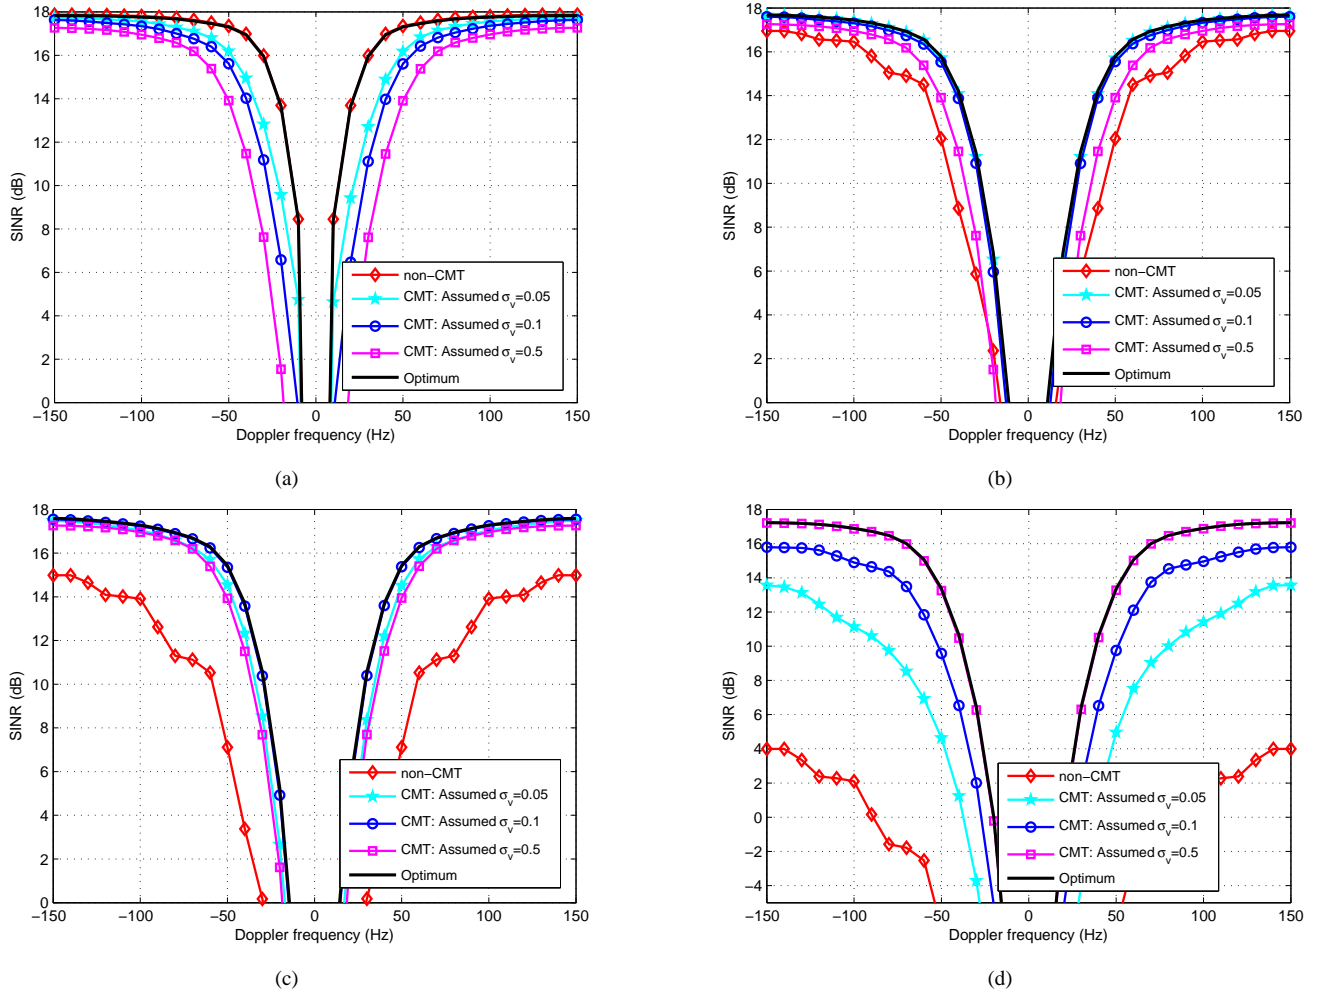 18
16
14
12
10
8
6
4
2
0
SINR (dB)
−150
−100
−50
0
50
100
150
Doppler frequency (Hz)
non−CMT
CMT: Assumed σv=0.05
CMT: Assumed σv=0.1
CMT: Assumed σv=0.5
Optimum
(a)
18
16
14
12
10
8
6
4
2
0
SINR (dB)
−150
−100
−50
0
50
100
150
Doppler frequency (Hz)
non−CMT
CMT: Assumed σv=0.05
CMT: Assumed σv=0.1
CMT: Assumed σv=0.5
Optimum
(b)
18
16
14
12
10
8
6
4
2
0
SINR (dB)
−150
−100
−50
0
50
100
150
Doppler frequency (Hz)
non−CMT
CMT: Assumed σv=0.05
CMT: Assumed σv=0.1
CMT: Assumed σv=0.5
Optimum
(c)
18
16
14
12
10
8
6
4
2
0
−2
−4
SINR (dB)
−150
−100
−50
0
50
100
150
Doppler frequency (Hz)
non−CMT
CMT: Assumed σv=0.05
CMT: Assumed σv=0.1
CMT: Assumed σv=0.5
Optimum
(d)